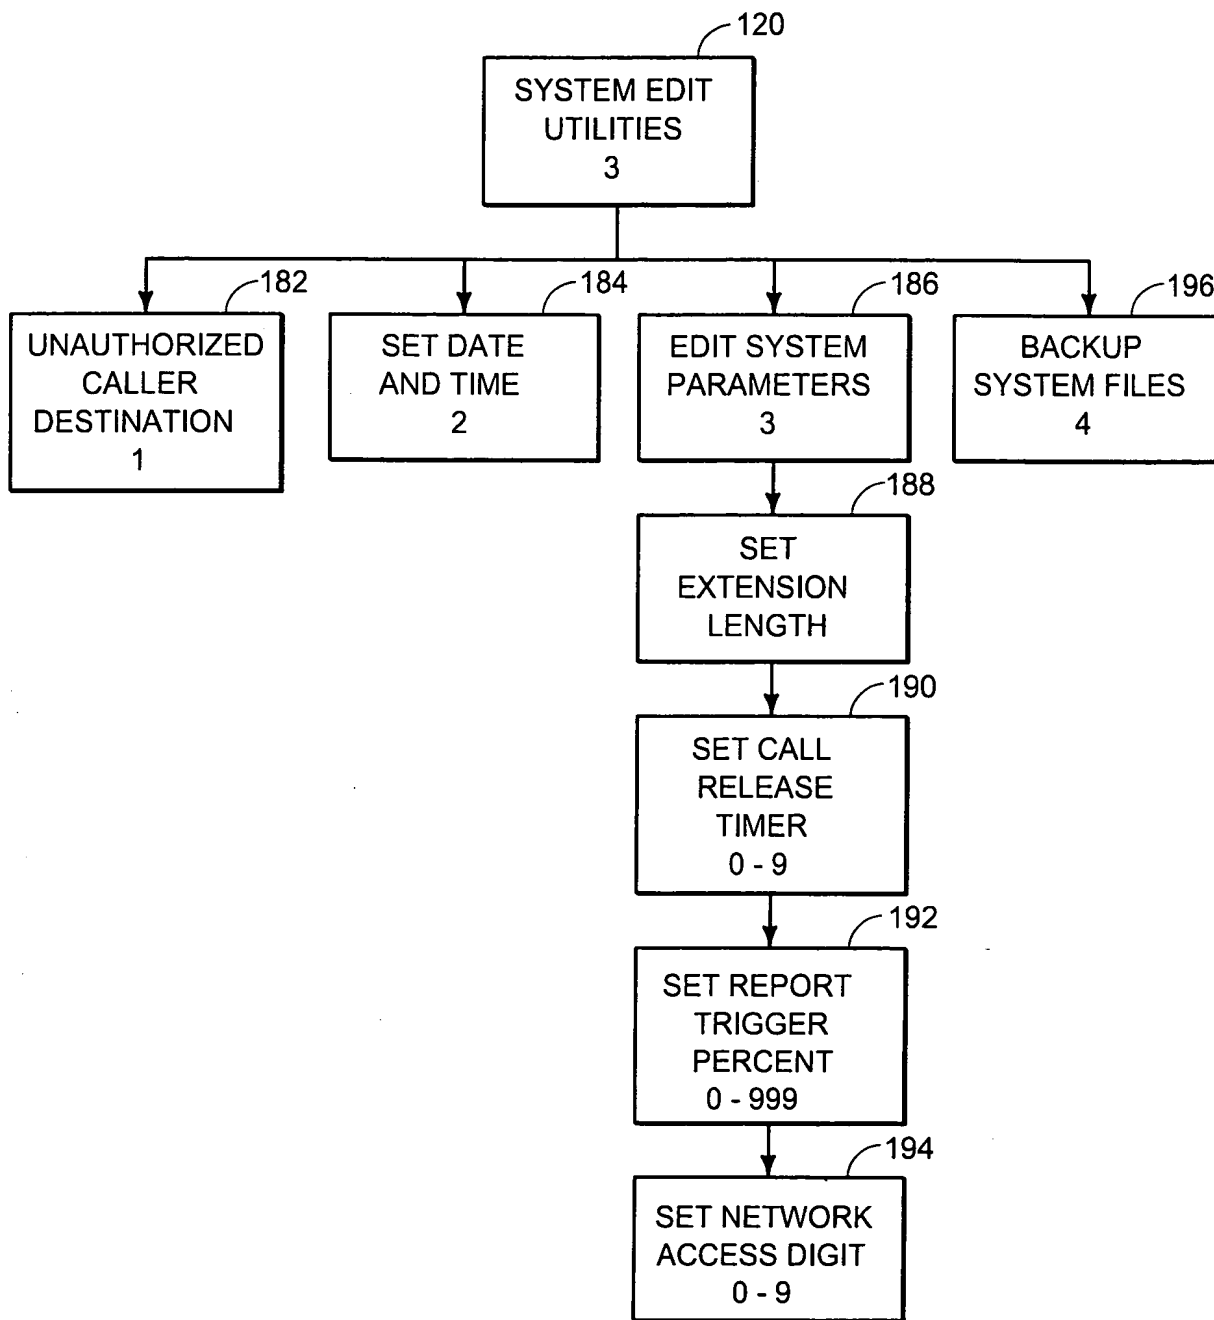 120
SYSTEM EDIT
UTILITIES
3
182
UNAUTHORIZED
CALLER
DESTINATION
1
184
SET DATE
AND TIME
2
186
EDIT SYSTEM
PARAMETERS
3
196
BACKUP
SYSTEM FILES
4
188
SET
EXTENSION
LENGTH
190
SET CALL
RELEASE
TIMER
0 - 9
192
SET REPORT
TRIGGER
PERCENT
0 - 999
194
SET NETWORK
ACCESS DIGIT
0 - 9